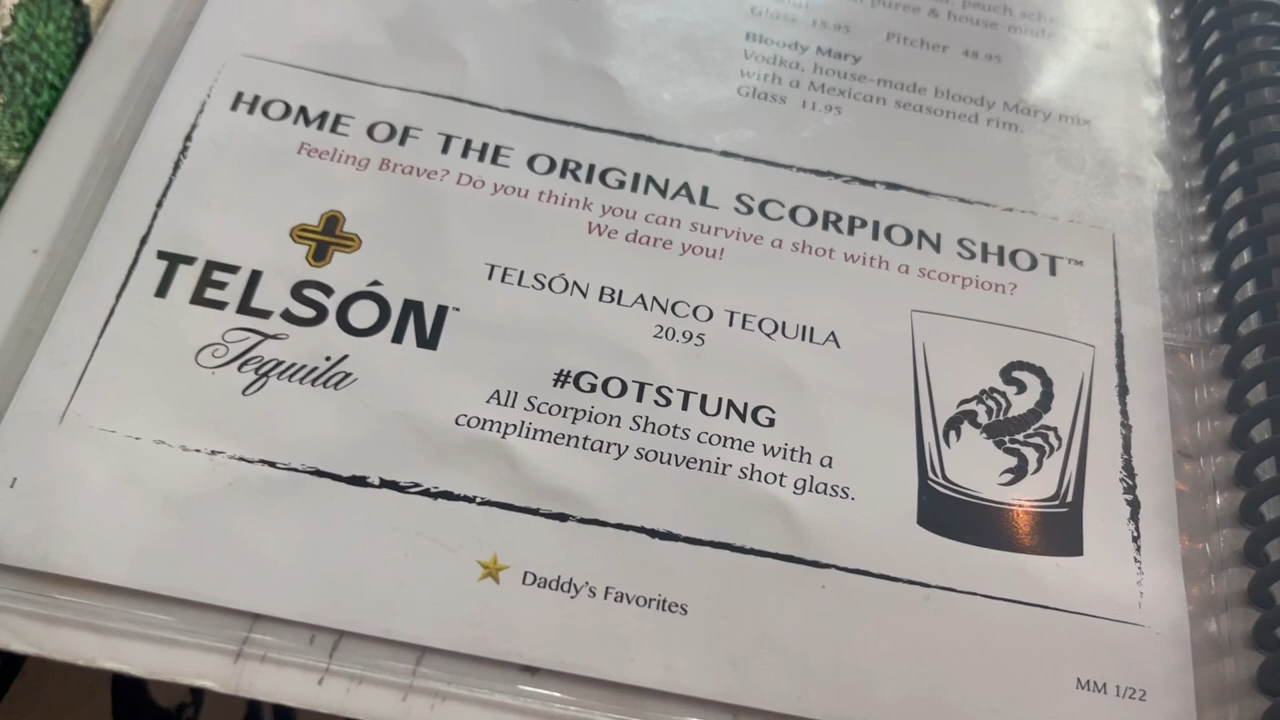 peach
puree & house-made
Glass 15.95 Pitcher 48.95
Bloody Mary
Vodka, house-made bloody Mary mix
with a Mexican seasoned rim.
Glass 11.95
HOME OF THE ORIGINAL SCORPION SHOT™
Feeling Brave? Do you think you can survive a shot with a scorpion?
We dare you!
TELSÓN™
Tequila
TELSÓN BLANCO TEQUILA
20.95
#GOTSTUNG
All Scorpion Shots come with a
complimentary souvenir shot glass.
1
Daddy's Favorites
MM 1/22